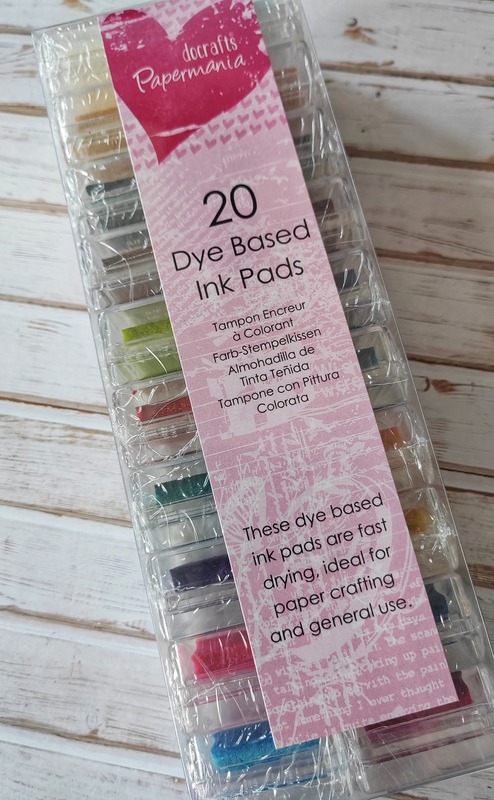 docrafts
Papermania
20
Dye Based
Ink Pads
Tampon Encreur
à Colorant
Farb-Stempelkissen
Almohadilla de
Tinta Teñida
Tampone con Pittura
Colorata
These dye based
ink pads are fast
drying, ideal for
paper crafting
and general use.